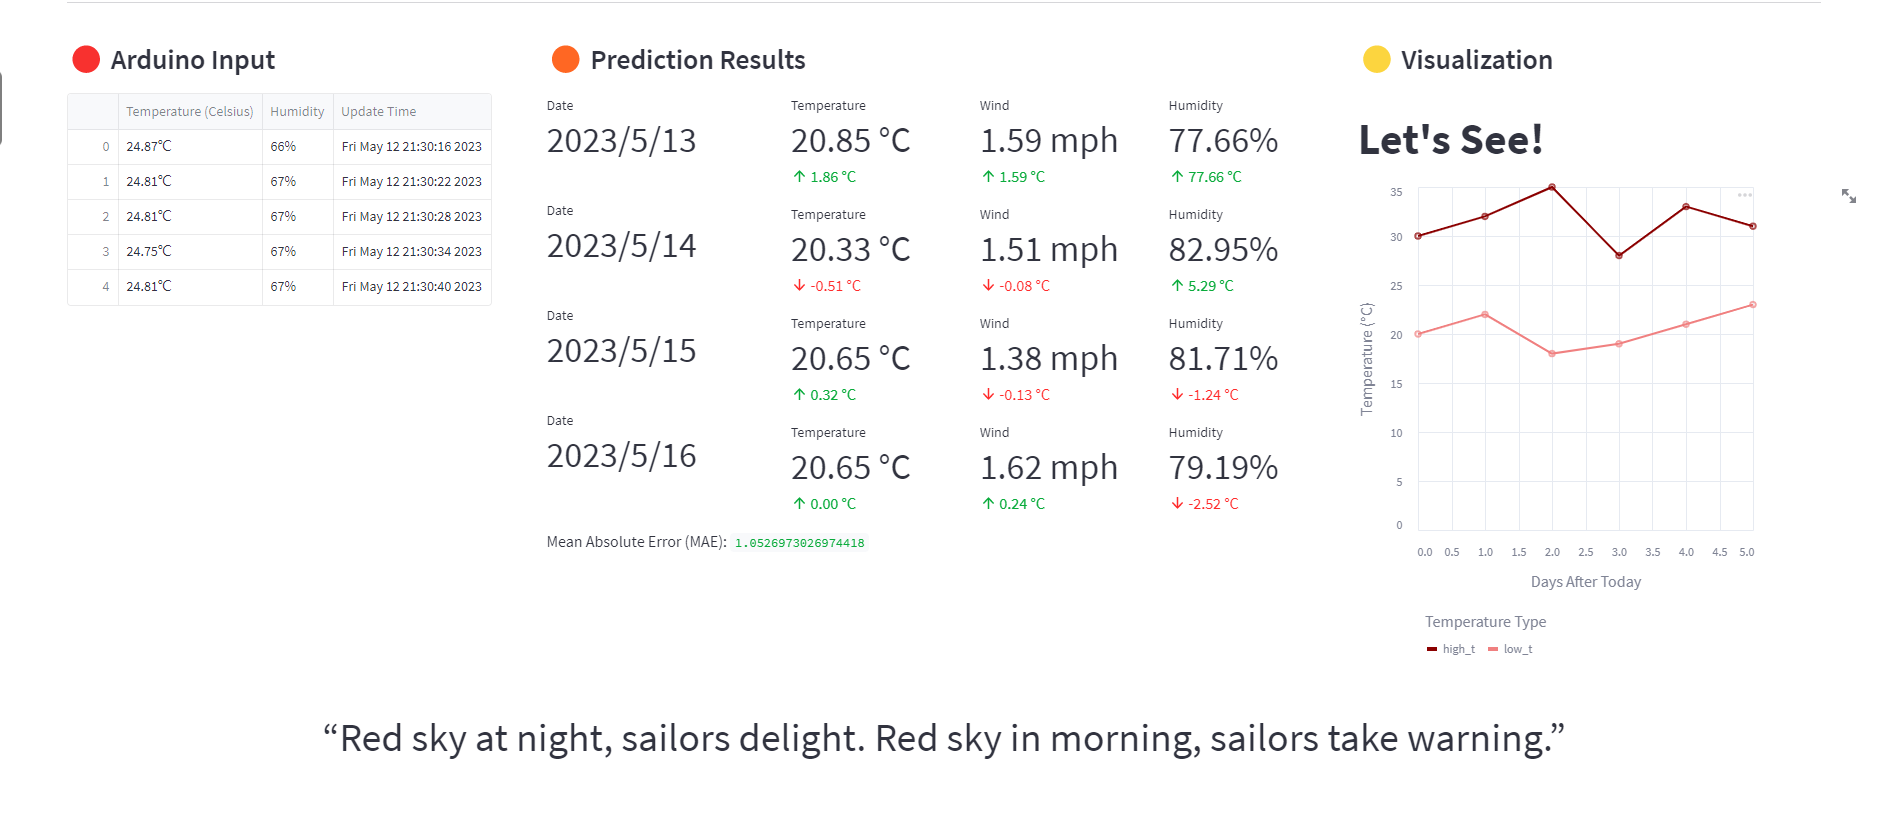 Arduino Input
Temperature (Celsius) Humidity Update Time
0 24.87℃ 66% Fri May 12 21:30:16 2023
1 24.81℃ 67% Fri May 12 21:30:22 2023
2 24.81℃ 67% Fri May 12 21:30:28 2023
3 24.75℃ 67% Fri May 12 21:30:34 2023
4 24.81℃ 67% Fri May 12 21:30:40 2023
Prediction Results
Date Temperature Wind Humidity
2023/5/13 20.85 °C 1.59 mph 77.66%
↑ 1.86 °C ↑ 1.59 °C ↑ 77.66 °C
Date Temperature Wind Humidity
2023/5/14 20.33 °C 1.51 mph 82.95%
↓ -0.51 °C ↓ -0.08 °C ↑ 5.29 °C
Date Temperature Wind Humidity
2023/5/15 20.65 °C 1.38 mph 81.71%
↑ 0.32 °C ↓ -0.13 °C ↓ -1.24 °C
Date Temperature Wind Humidity
2023/5/16 20.65 °C 1.62 mph 79.19%
↑ 0.00 °C ↑ 0.24 °C ↓ -2.52 °C
Mean Absolute Error (MAE): 1.0526973026974418
Visualization
Let's See!
35
30
25
20
15
10
5
0
Temperature (°C)
0.0 0.5 1.0 1.5 2.0 2.5 3.0 3.5 4.0 4.5 5.0
Days After Today
Temperature Type
high_t low_t
“Red sky at night, sailors delight. Red sky in morning, sailors take warning.”